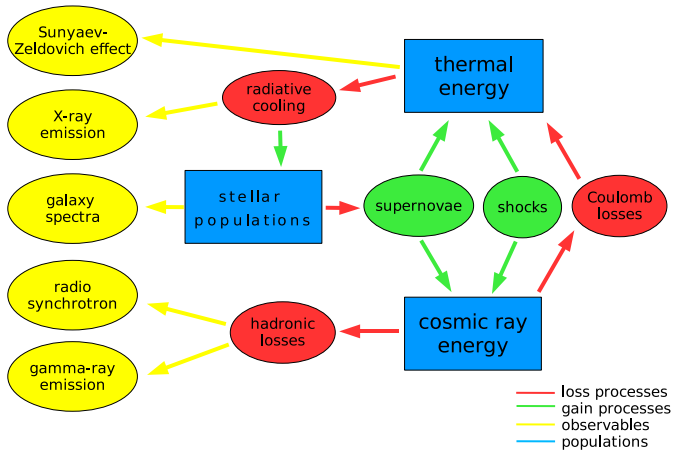 Sunyaev-
Zeldovich effect
thermal
energy
radiative
cooling
X-ray
emission
stellar
populations
galaxy
spectra
supernovae
shocks
Coulomb
losses
radio
synchrotron
hadronic
losses
cosmic ray
energy
gamma-ray
emission
loss processes
gain processes
observables
populations